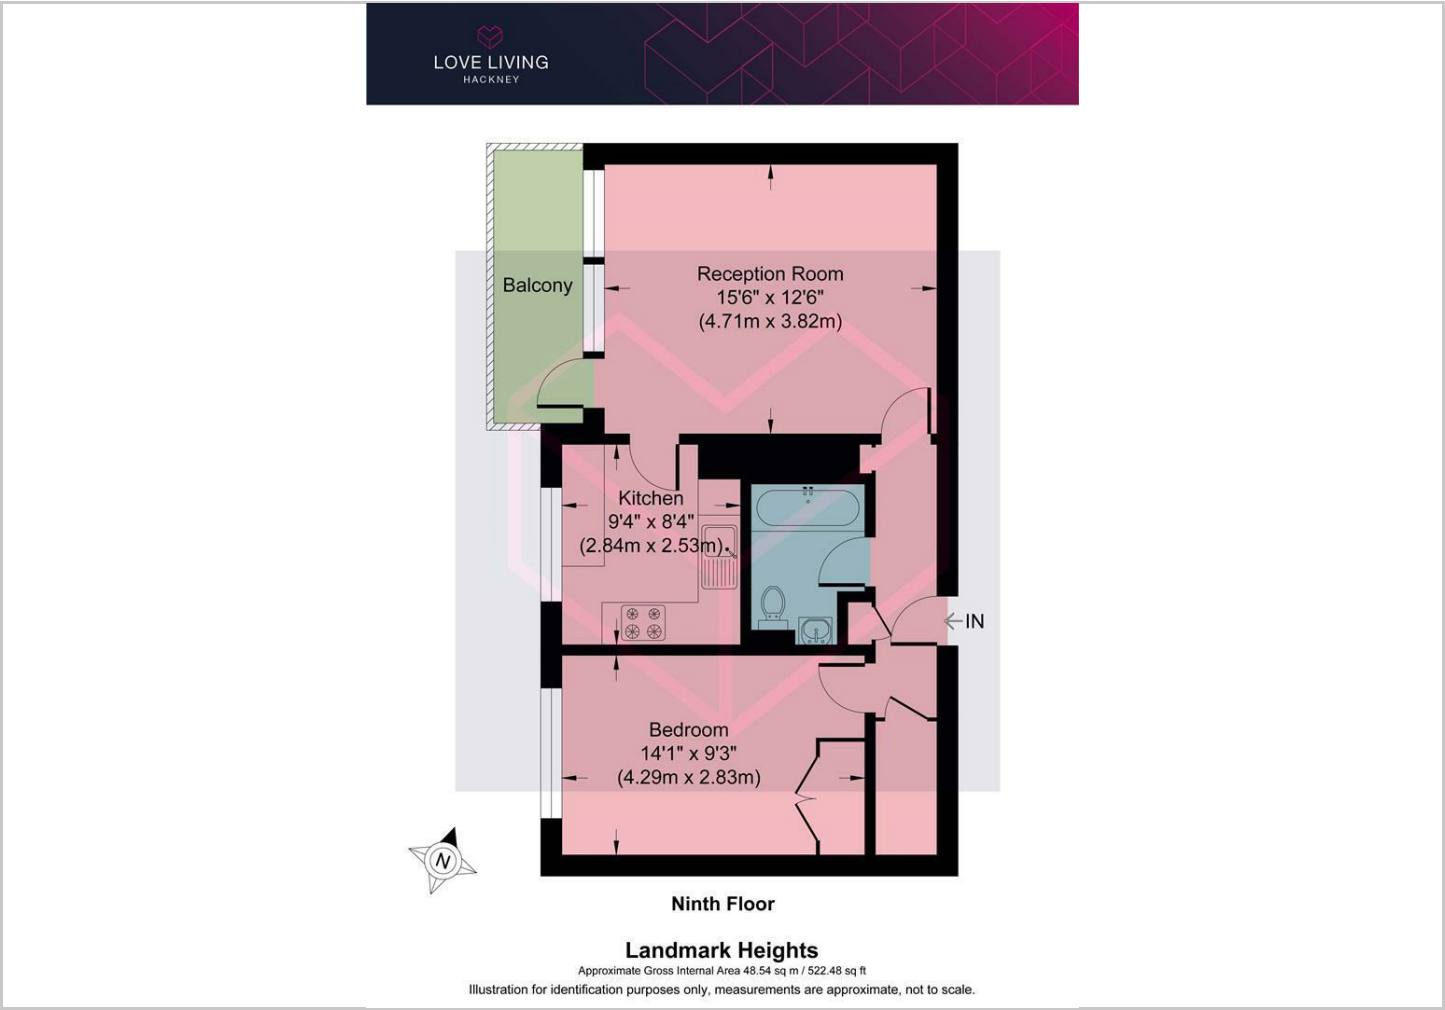 LOVE LIVING
HACKNEY
Balcony
Reception Room
15'6" x 12'6"
(4.71m x 3.82m)
Kitchen
9'4" x 8'4"
(2.84m x 2.53m)
IN
Bedroom
14'1" x 9'3"
(4.29m x 2.83m)
N
Ninth Floor
Landmark Heights
Approximate Gross Internal Area 48.54 sq m / 522.48 sq ft
Illustration for identification purposes only, measurements are approximate, not to scale.